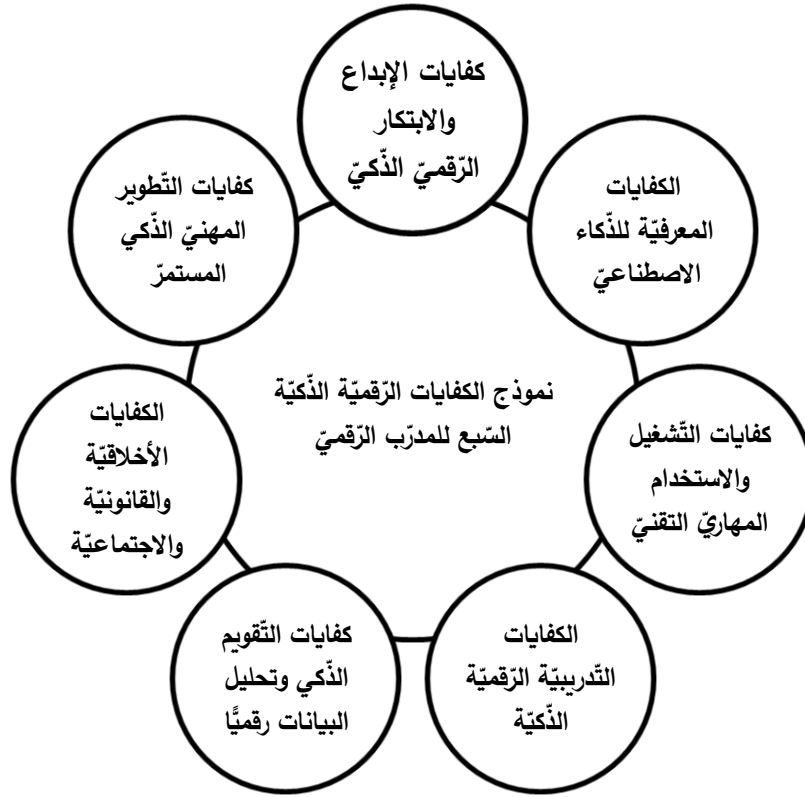 كفايات الإبداع
والابتكار
الرّقميّ الذّكيّ
الكفايات
المعرفيّة للذّكاء
الاصطناعيّ
كفايات التّشغيل
والاستخدام
المهاريّ التقنيّ
الكفايات
التّدريبيّة الرّقميّة
الذّكيّة
كفايات التّقويم
الذّكي وتحليل
البيانات رقميًّا
الكفايات
الأخلاقيّة
والقانونيّة
والاجتماعيّة
كفايات التّطوير
المهنيّ الذّكي
المستمرّ
نموذج الكفايات الرّقميّة الذّكيّة
السّبع للمدرّب الرّقميّ